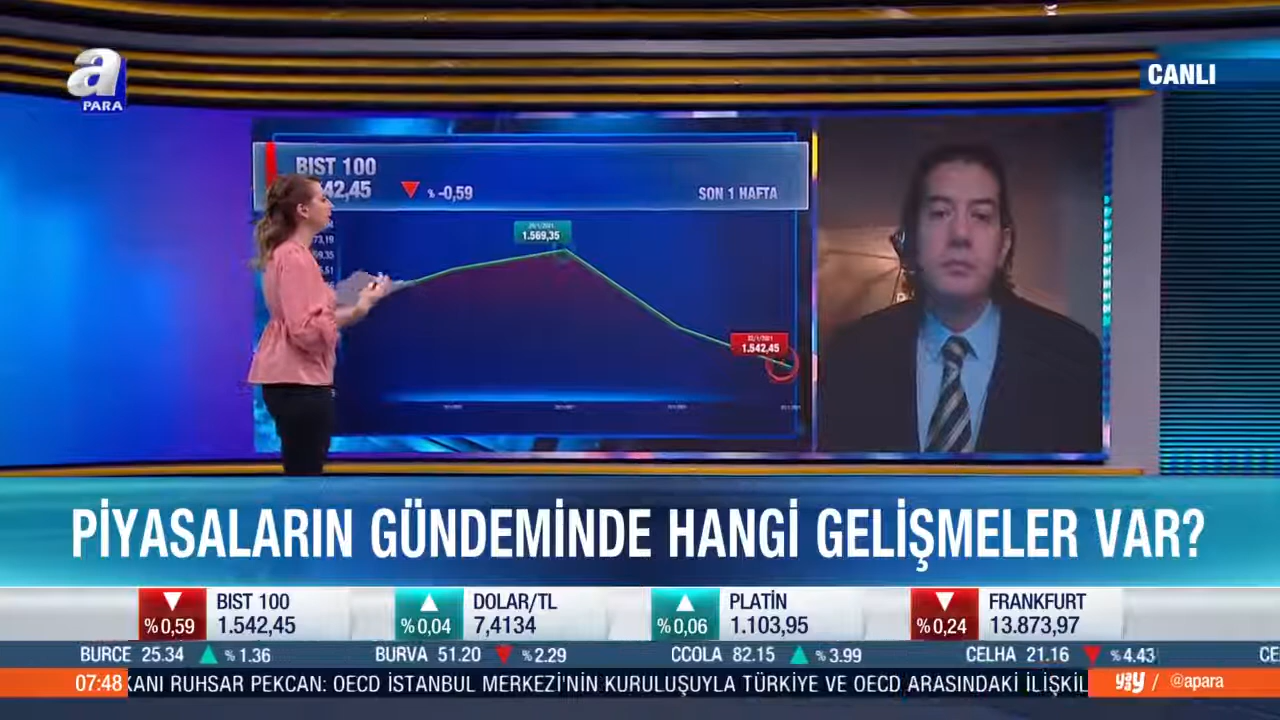 a
PARA
CANLI
BIST 100
42,45 % -0,59 SON 1 HAFTA
1.569,35
1.542,45
PİYASALARIN GÜNDEMİNDE HANGİ GELİŞMELER VAR?
BIST 100
%0,59 1.542,45
DOLAR/TL
%0,04 7,4134
PLATİN
%0,06 1.103,95
FRANKFURT
%0,24 13.873,97
BURCE 25.34 % 1.36 BURVA 51.20 % 2.29 CCOLA 82.15 % 3.99 CELHA 21.16 % 4.43 CE
07:48 KANI RUHSAR PEKCAN: OECD İSTANBUL MERKEZİ'NİN KURULUŞUYLA TÜRKİYE VE OECD ARASINDAKİ İLİŞKİL / @apara